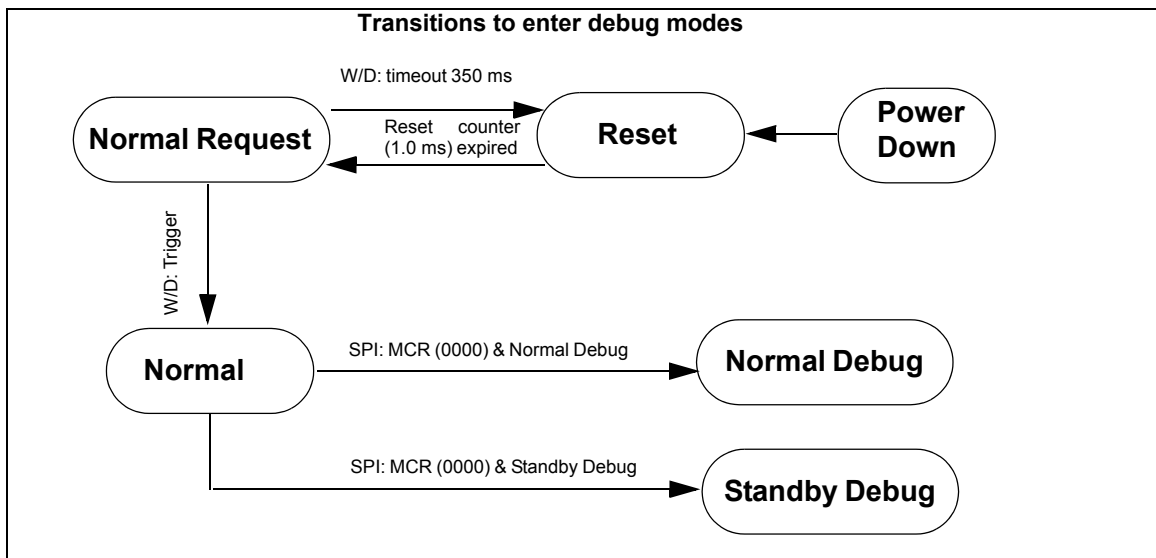 Transitions to enter debug modes
W/D: timeout 350 ms
Normal Request
Reset counter
(1.0 ms) expired
Reset
Power
Down
W/D: Trigger
Normal
SPI: MCR (0000) & Normal Debug
Normal Debug
SPI: MCR (0000) & Standby Debug
Standby Debug